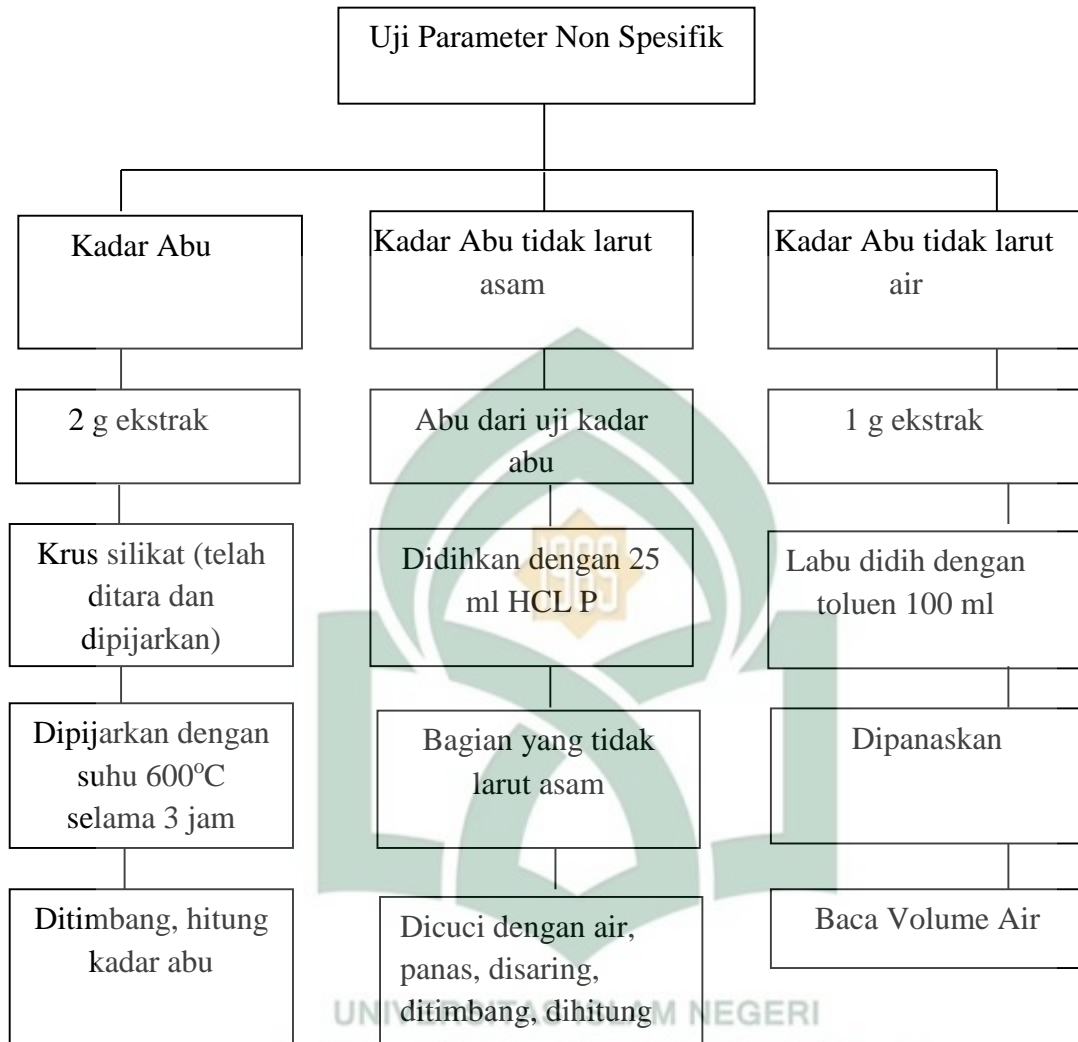 Uji Parameter Non Spesifik
Kadar Abu
Kadar Abu tidak larut
asam
Kadar Abu tidak larut
air
2 g ekstrak
Abu dari uji kadar
abu
1 g ekstrak
Krus silikat (telah
ditara dan
dipijarkan)
Didihkan dengan 25
ml HCL P
Labu didih dengan
toluen 100 ml
Dipijarkan dengan
suhu 600°C
selama 3 jam
Bagian yang tidak
larut asam
Dipanaskan
Ditimbang, hitung
kadar abu
Dicuci dengan air,
panas, disaring,
ditimbang, dihitung
Baca Volume Air
1989
UNIVERSITAS ISLAM NEGERI